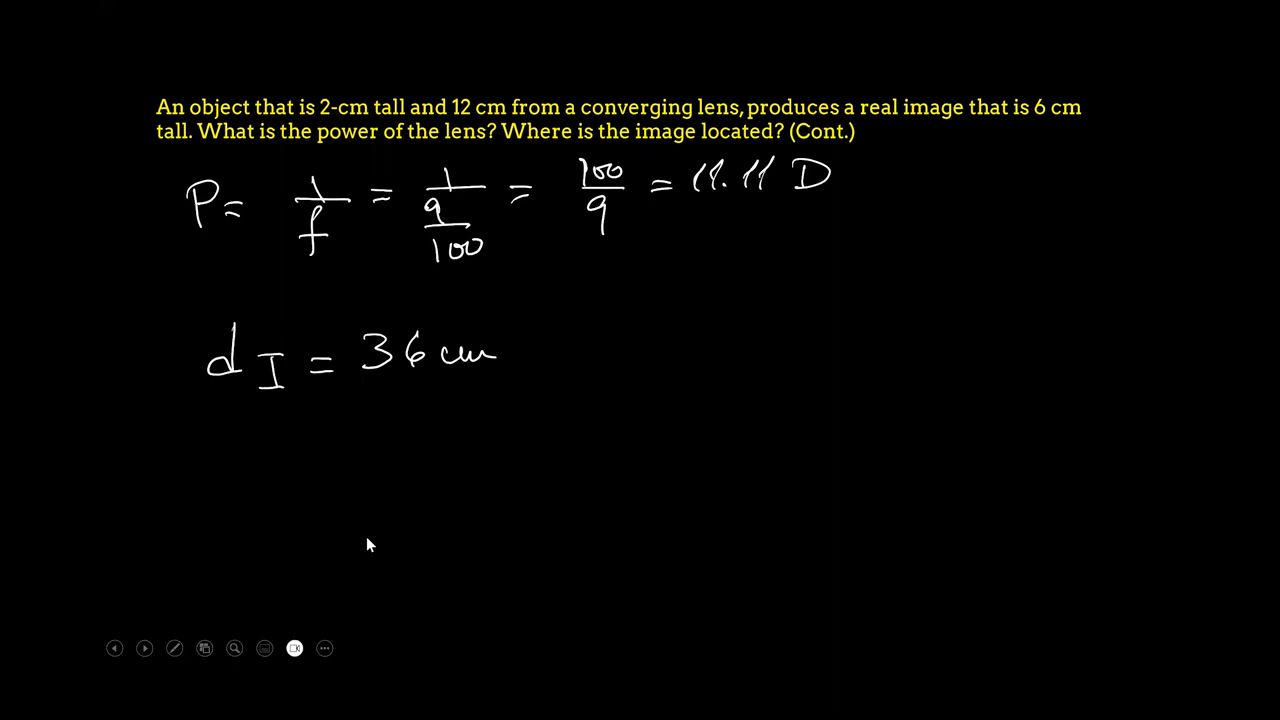 An object that is 2-cm tall and 12 cm from a converging lens, produces a real image that is 6 cm
tall. What is the power of the lens? Where is the image located? (Cont.)
P = 1/f = 1/(9/100) = 100/9 = 11.11 D
d_I = 36 cm